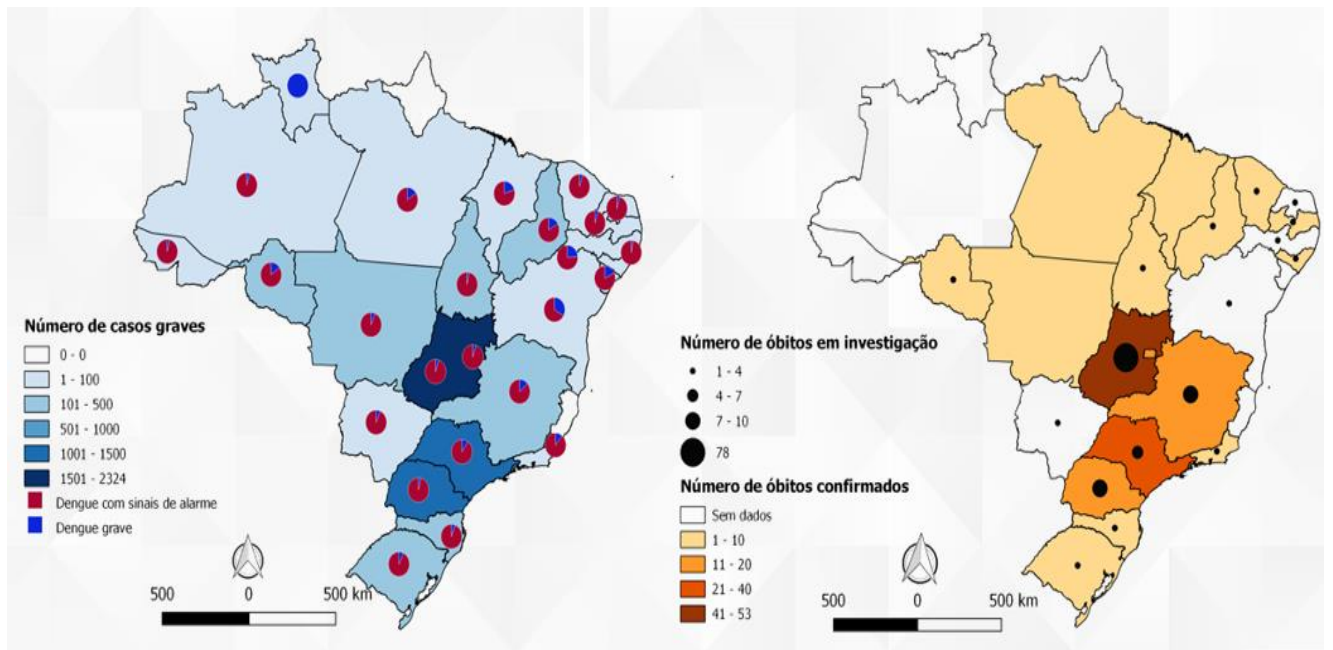 Número de casos graves
0 - 0
1 - 100
101 - 500
501 - 1000
1001 - 1500
1501 - 2324
Dengue com sinais de alarme
Dengue grave
500 0 500 km
Número de óbitos em investigação
1 - 4
4 - 7
7 - 10
78
Número de óbitos confirmados
Sem dados
1 - 10
11 - 20
21 - 40
41 - 53
500 0 500 km